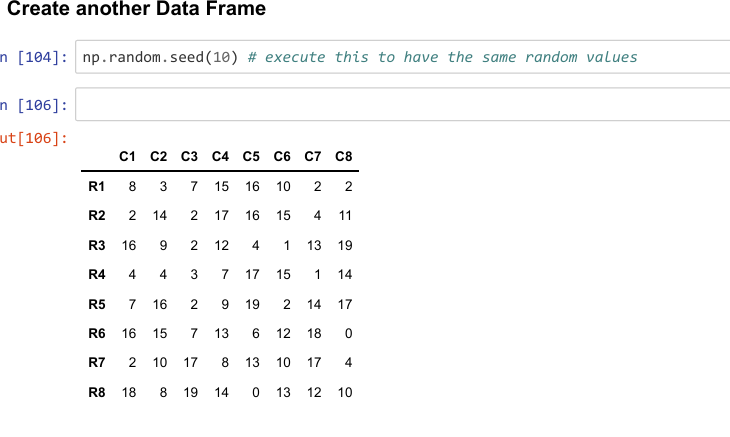 Create another Data Frame
n [104]: np.random.seed(10) # execute this to have the same random values
n [106]:
ut[106]:
C1 C2 C3 C4 C5 C6 C7 C8
R1 8 3 7 15 16 10 2 2
R2 2 14 2 17 16 15 4 11
R3 16 9 2 12 4 1 13 19
R4 4 4 3 7 17 15 1 14
R5 7 16 2 9 19 2 14 17
R6 16 15 7 13 6 12 18 0
R7 2 10 17 8 13 10 17 4
R8 18 8 19 14 0 13 12 10